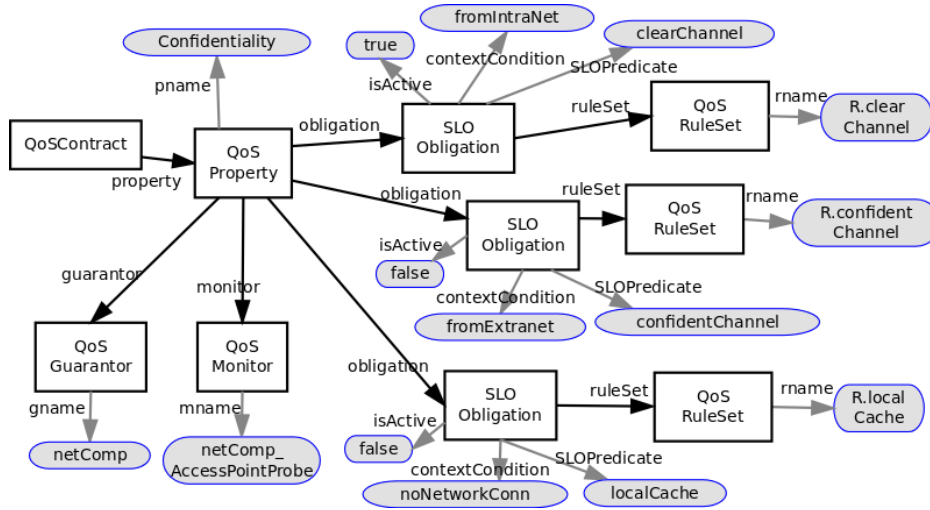 fromIntraNet
Confidentiality
true
clearChannel
contextCondition
SLOPredicate
isActive
pname
QoS
RuleSet
rname
R.clear
Channel
ruleSet
obligation
SLO
Obligation
QoSContract
QoS
Property
property
obligation
ruleSet
QoS
RuleSet
rname
R.confident
Channel
SLO
Obligation
isActive
false
guarantor
monitor
contextCondition
SLOPredicate
fromExtranet
confidentChannel
QoS
Guarantor
QoS
Monitor
obligation
SLO
Obligation
ruleSet
QoS
RuleSet
rname
R.local
Cache
gname
mname
isActive
false
netComp
netComp_
AccessPointProbe
contextCondition
SLOPredicate
noNetworkConn
localCache